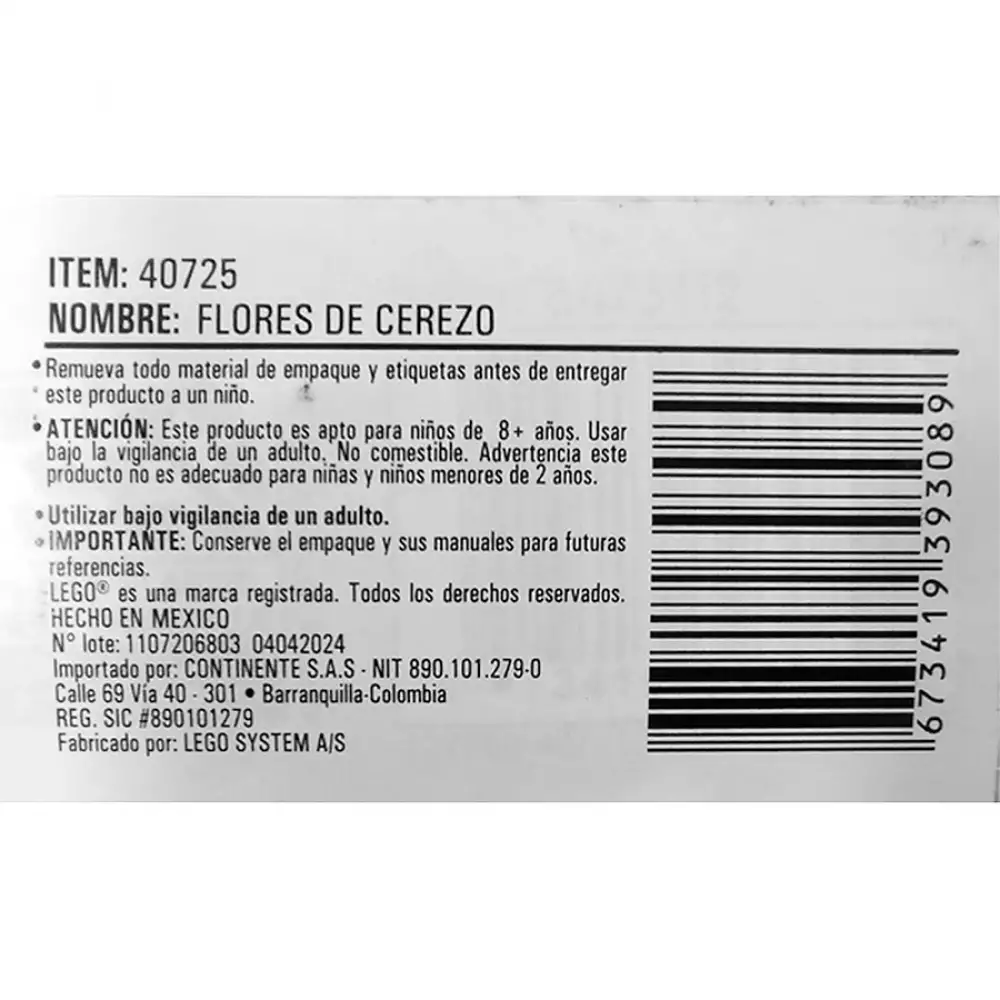 ITEM: 40725
NOMBRE: FLORES DE CEREZO
• Remueva todo material de empaque y etiquetas antes de entregar
este producto a un niño.
• ATENCIÓN: Este producto es apto para niños de 8+ años. Usar
bajo la vigilancia de un adulto. No comestible. Advertencia este
producto no es adecuado para niñas y niños menores de 2 años.
• Utilizar bajo vigilancia de un adulto.
• IMPORTANTE: Conserve el empaque y sus manuales para futuras
referencias.
LEGO® es una marca registrada. Todos los derechos reservados.
HECHO EN MEXICO
N° lote: 1107206803 04042024
Importado por: CONTINENTE S.A.S - NIT 890.101.279-0
Calle 69 Vía 40 - 301 • Barranquilla-Colombia
REG. SIC #890101279
Fabricado por: LEGO SYSTEM A/S
673419393089